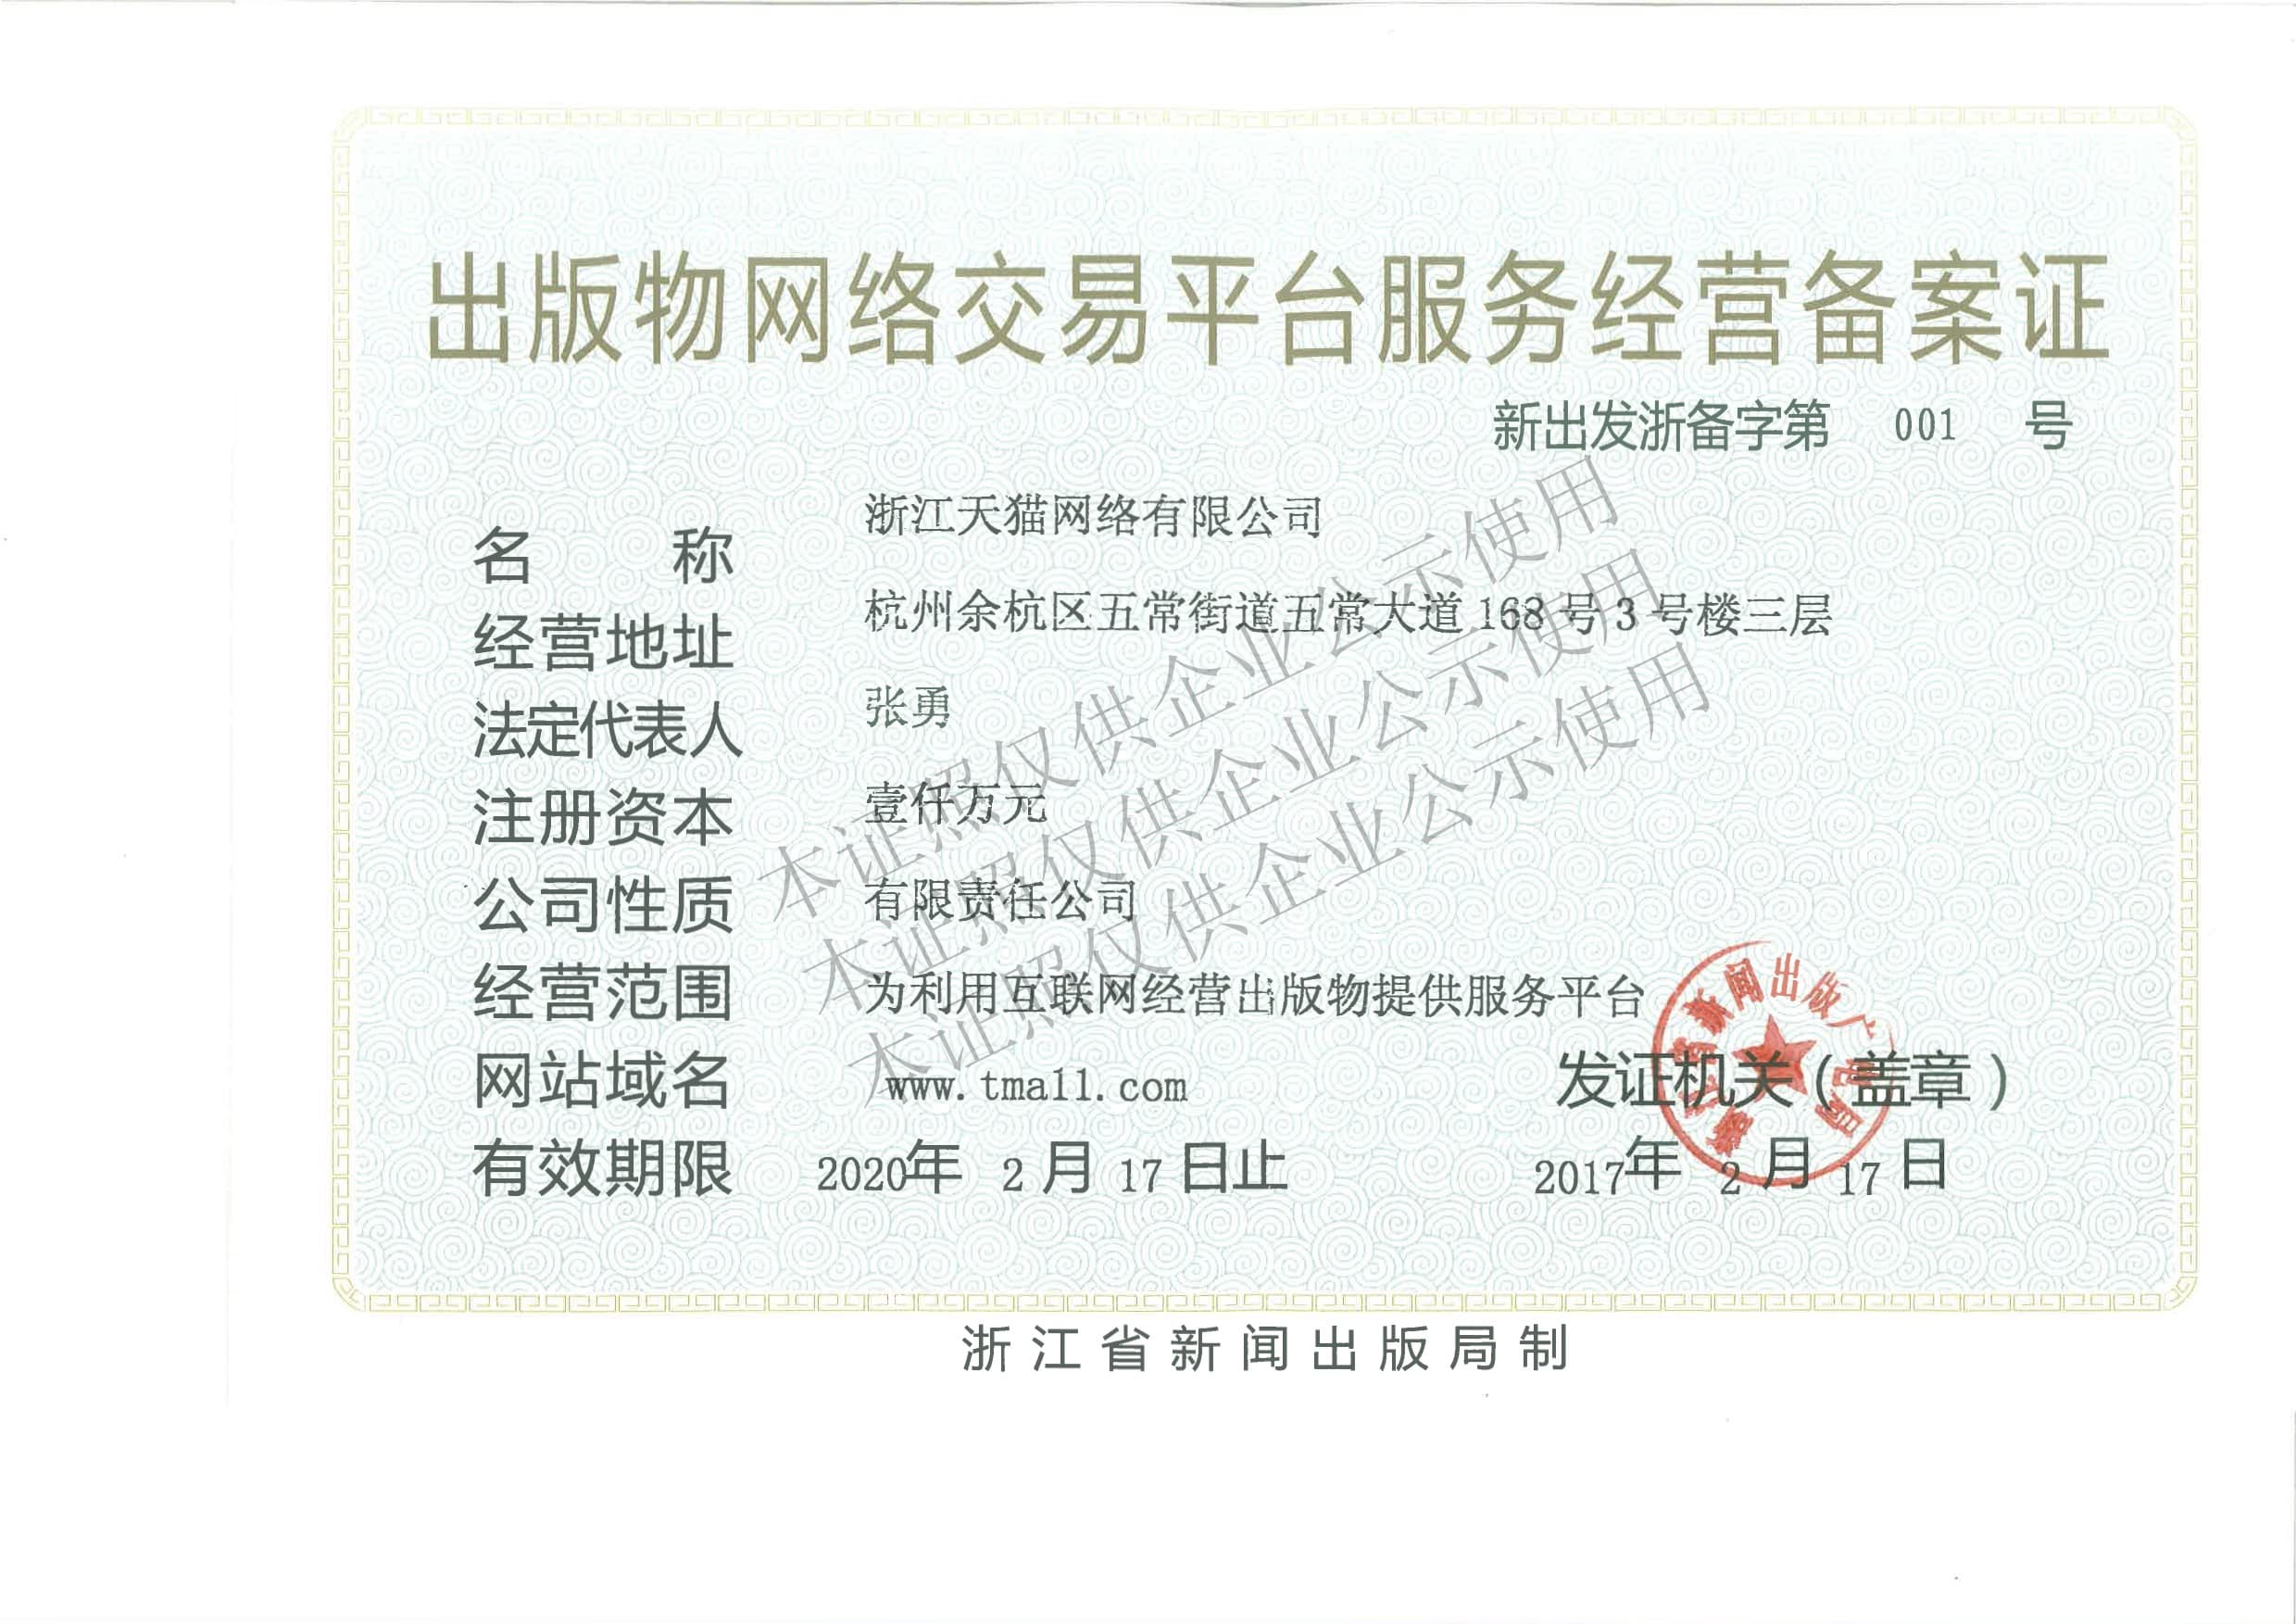 出版物网络交易平台服务经营备案证
新出发浙备字第 001 号
名 称 浙江天猫网络有限公司
经营地址 杭州余杭区五常街道五常大道168号3号楼三层
法定代表人 张勇
注册资本 壹仟万元
公司性质 有限责任公司
经营范围 为利用互联网经营出版物提供服务平台
网站域名 www.tmall.com
发证机关（盖章）
有效期限 2020年 2 月 17 日止
2017年 2 月 17 日
浙江省新闻出版局制
本证照仅供企业公示使用
本证照仅供企业公示使用
本证照仅供企业公示使用
浙江省新闻出版广电局